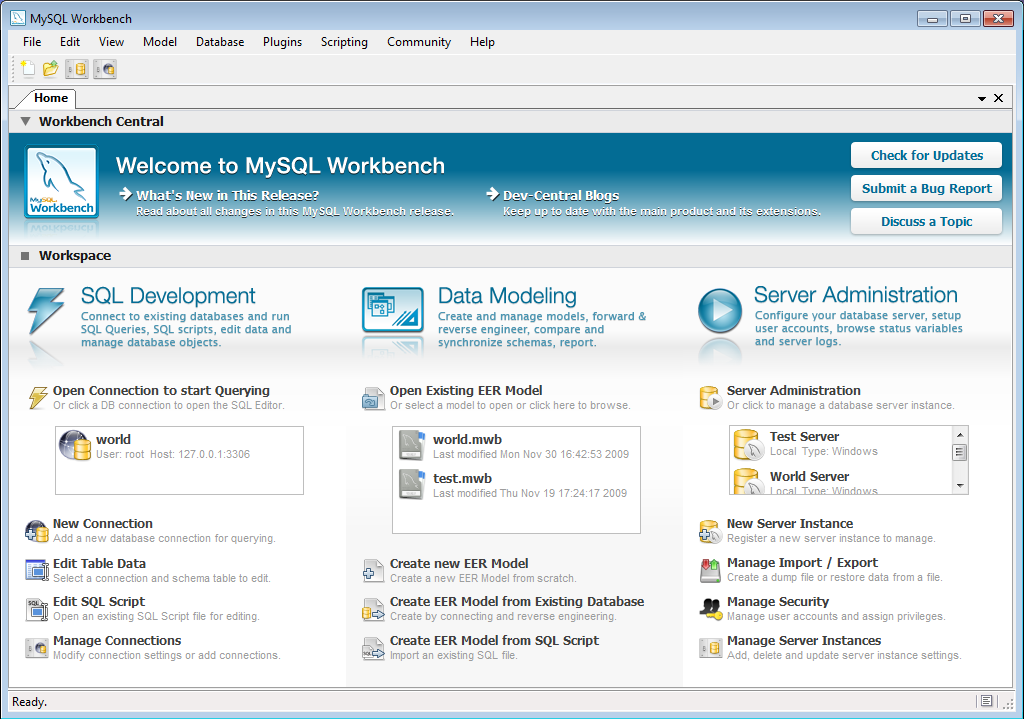 MySQL Workbench
File Edit View Model Database Plugins Scripting Community Help
Home
Workbench Central
MySQL
Workbench
Welcome to MySQL Workbench
What's New in This Release?
Read about all changes in this MySQL Workbench release.
Dev-Central Blogs
Keep up to date with the main product and its extensions.
Check for Updates
Submit a Bug Report
Discuss a Topic
Workspace
SQL Development
Connect to existing databases and run
SQL Queries, SQL scripts, edit data and
manage database objects.
Open Connection to start Querying
Or click a DB connection to open the SQL Editor.
world
User: root Host: 127.0.0.1:3306
New Connection
Add a new database connection for querying.
Edit Table Data
Select a connection and schema table to edit.
SQL
Edit SQL Script
Open an existing SQL Script file for editing.
Manage Connections
Modify connection settings or add connections.
Data Modeling
Create and manage models, forward &
reverse engineer, compare and
synchronize schemas, report.
Open Existing EER Model
Or select a model to open or click here to browse.
world.mwb
Last modified Mon Nov 30 16:42:53 2009
test.mwb
Last modified Thu Nov 19 17:24:17 2009
Create new EER Model
Create a new EER Model from scratch.
Create EER Model from Existing Database
Create by connecting and reverse engineering.
SQL
Create EER Model from SQL Script
Import an existing SQL file.
Server Administration
Configure your database server, setup
user accounts, browse status variables
and server logs.
Server Administration
Or click to manage a database server instance.
Test Server
Local Type: Windows
World Server
Local Type: Windows
New Server Instance
Register a new server instance to manage.
Manage Import / Export
Create a dump file or restore data from a file.
Manage Security
Manage user accounts and assign privileges.
Manage Server Instances
Add, delete and update server instance settings.
Ready.